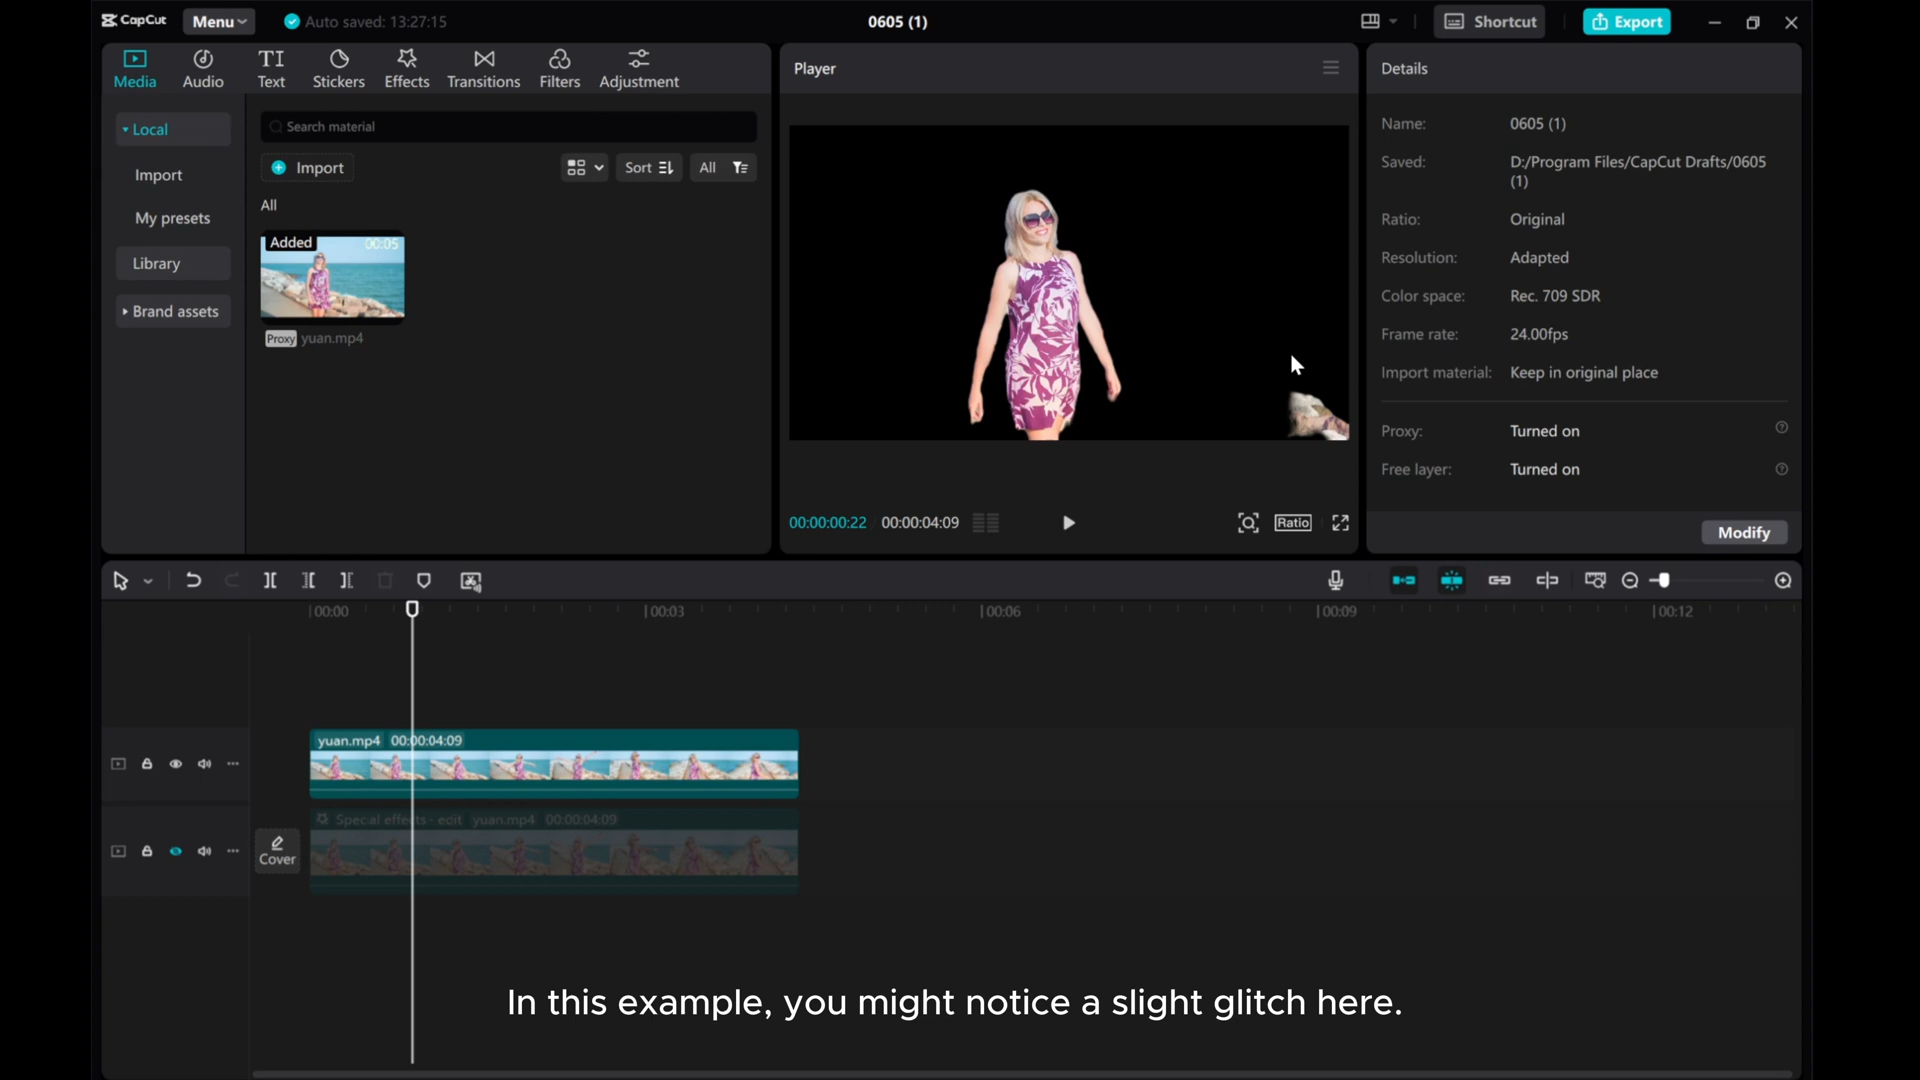 CapCut
Menu
Auto saved: 13:27:15
0605 (1)
Shortcut
Export
Media
Audio
TI
Text
Stickers
Effects
Transitions
Filters
Adjustment
Local
Import
My presets
Library
Brand assets
Search material
Import
Sort
All
All
Added
00:05
Proxy
yuan.mp4
Player
00:00:00:22
00:00:04:09
Ratio
Details
Name:
0605 (1)
Saved:
D:/Program Files/CapCut Drafts/0605
(1)
Ratio:
Original
Resolution:
Adapted
Color space:
Rec. 709 SDR
Frame rate:
24.00fps
Import material:
Keep in original place
Proxy:
Turned on
Free layer:
Turned on
Modify
00:00
00:03
00:06
00:09
00:12
yuan.mp4 00:00:04:09
Special effects - edit yuan.mp4 00:00:04:09
Cover
In this example, you might notice a slight glitch here.